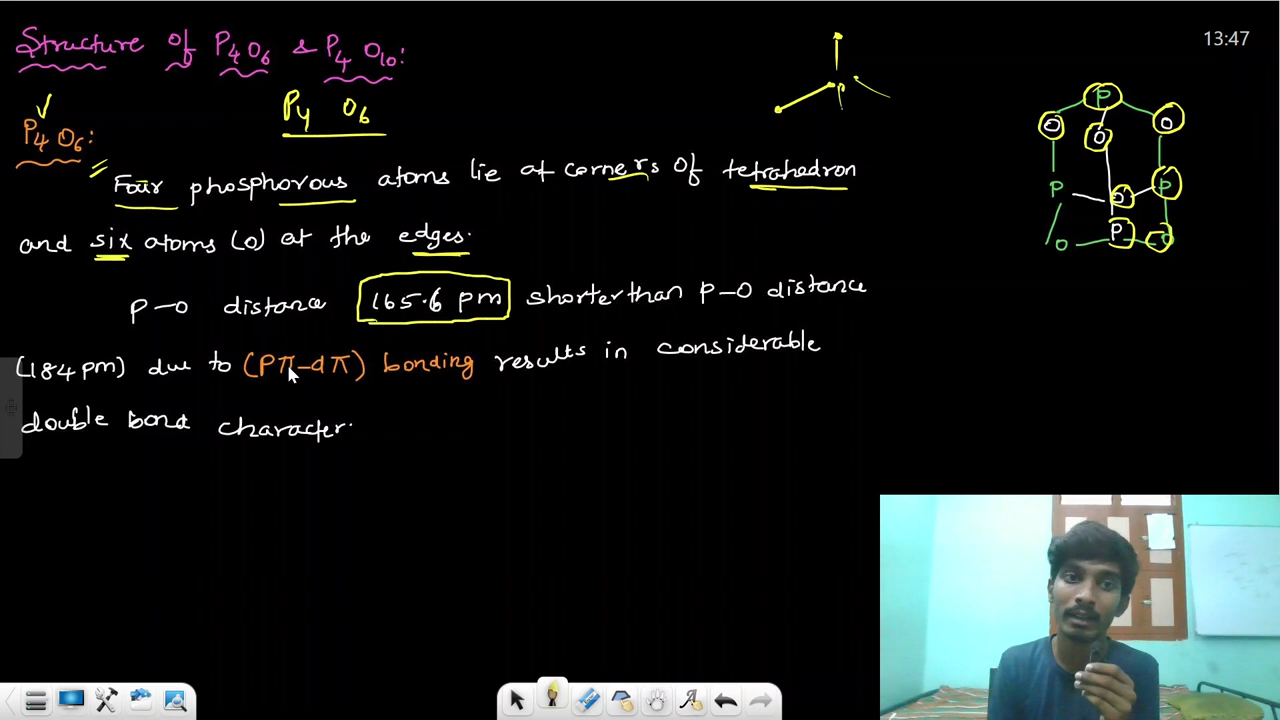 Structure of P4O6 & P4O10:
13:47
P4 O6
P4O6:
Four phosphorous atoms lie at corners of tetrahedron
and six atoms (O) at the edges.
P-O distance 165.6 pm shorter than P-O distance
(184 pm) due to (Pπ-dπ) bonding results in considerable
double bond character.
P
P
O O O
P O P
O P O